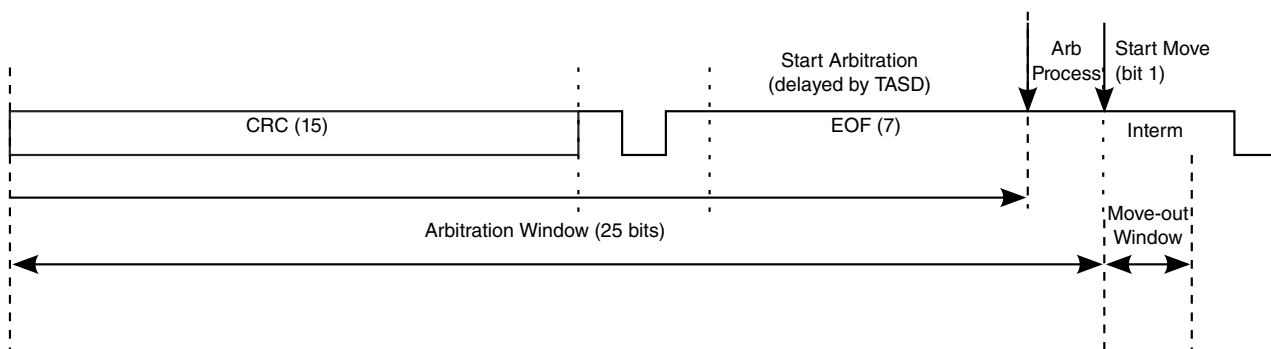 Start Arbitration
(delayed by TASD)
Arb
Process
Start Move
(bit 1)
CRC (15)
EOF (7)
Interm
Arbitration Window (25 bits)
Move-out
Window